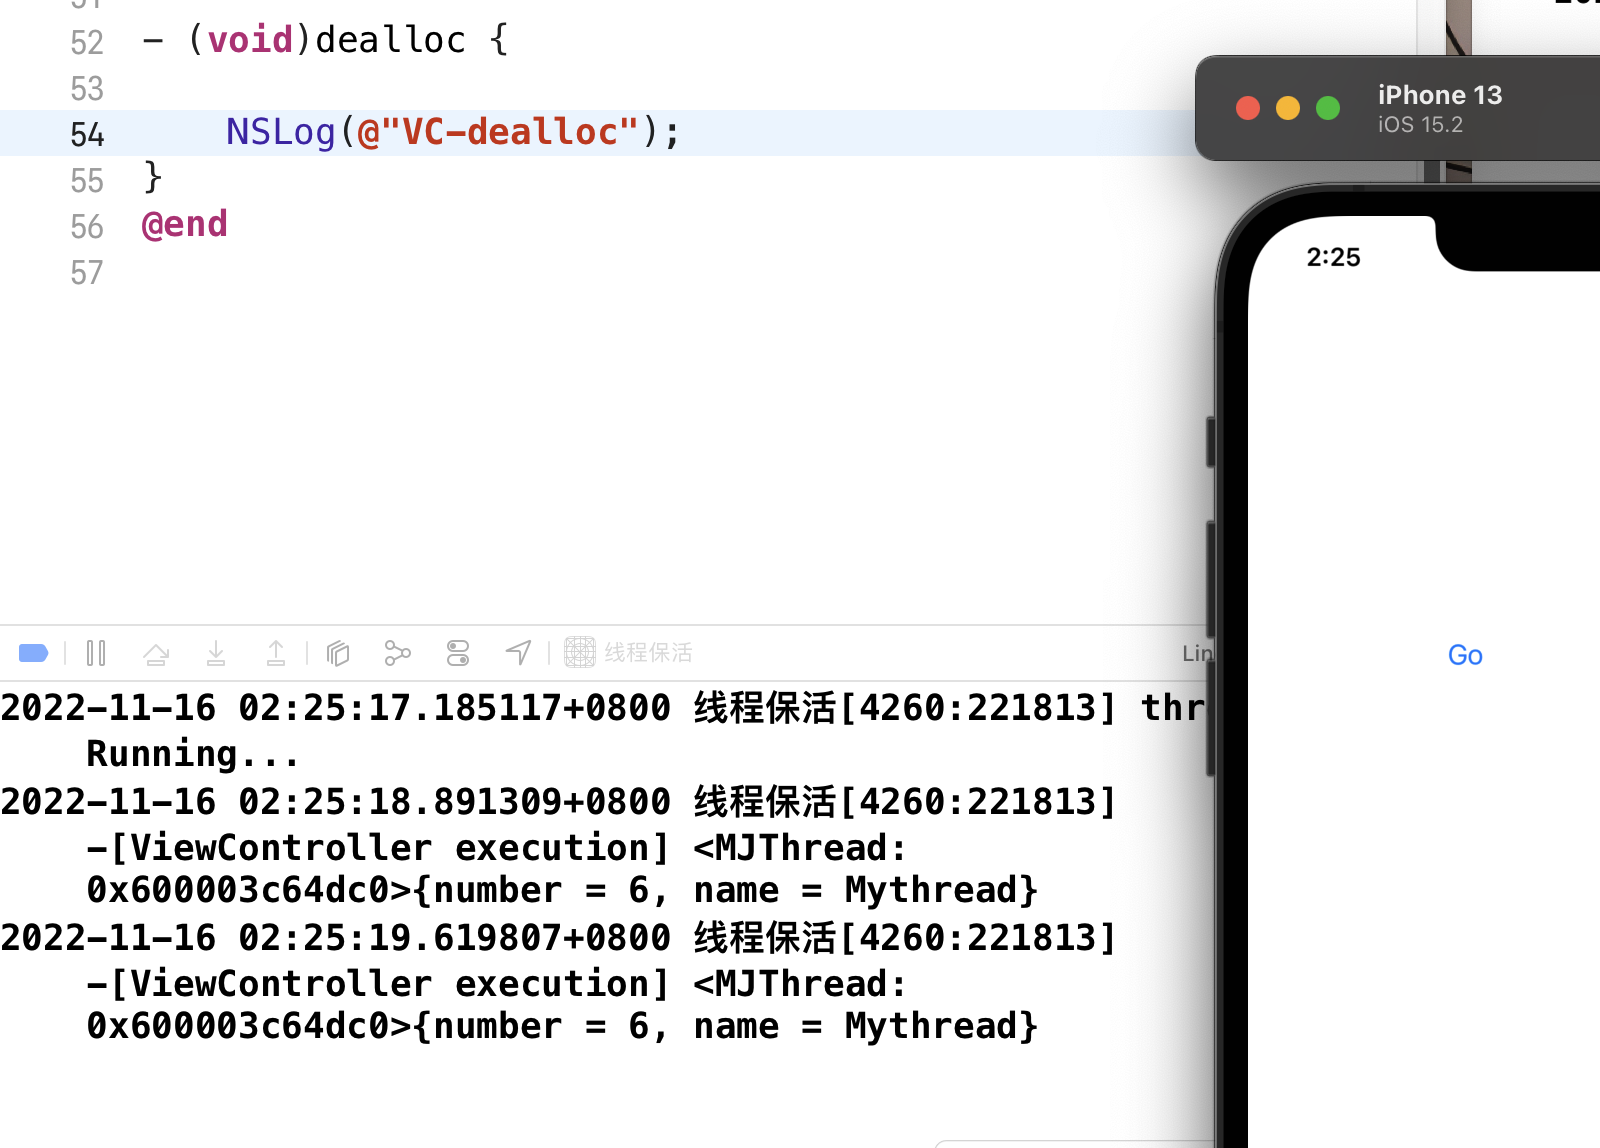 52 - (void)dealloc {
53
54 NSLog(@"VC-dealloc");
55 }
56 @end
57
iPhone 13
iOS 15.2
2:25
Go
线程保活
2022-11-16 02:25:17.185117+0800 线程保活[4260:221813]
Running...
2022-11-16 02:25:18.891309+0800 线程保活[4260:221813]
-[ViewController execution] <MJThread:
0x600003c64dc0>{number = 6, name = Mythread}
2022-11-16 02:25:19.619807+0800 线程保活[4260:221813]
-[ViewController execution] <MJThread:
0x600003c64dc0>{number = 6, name = Mythread}